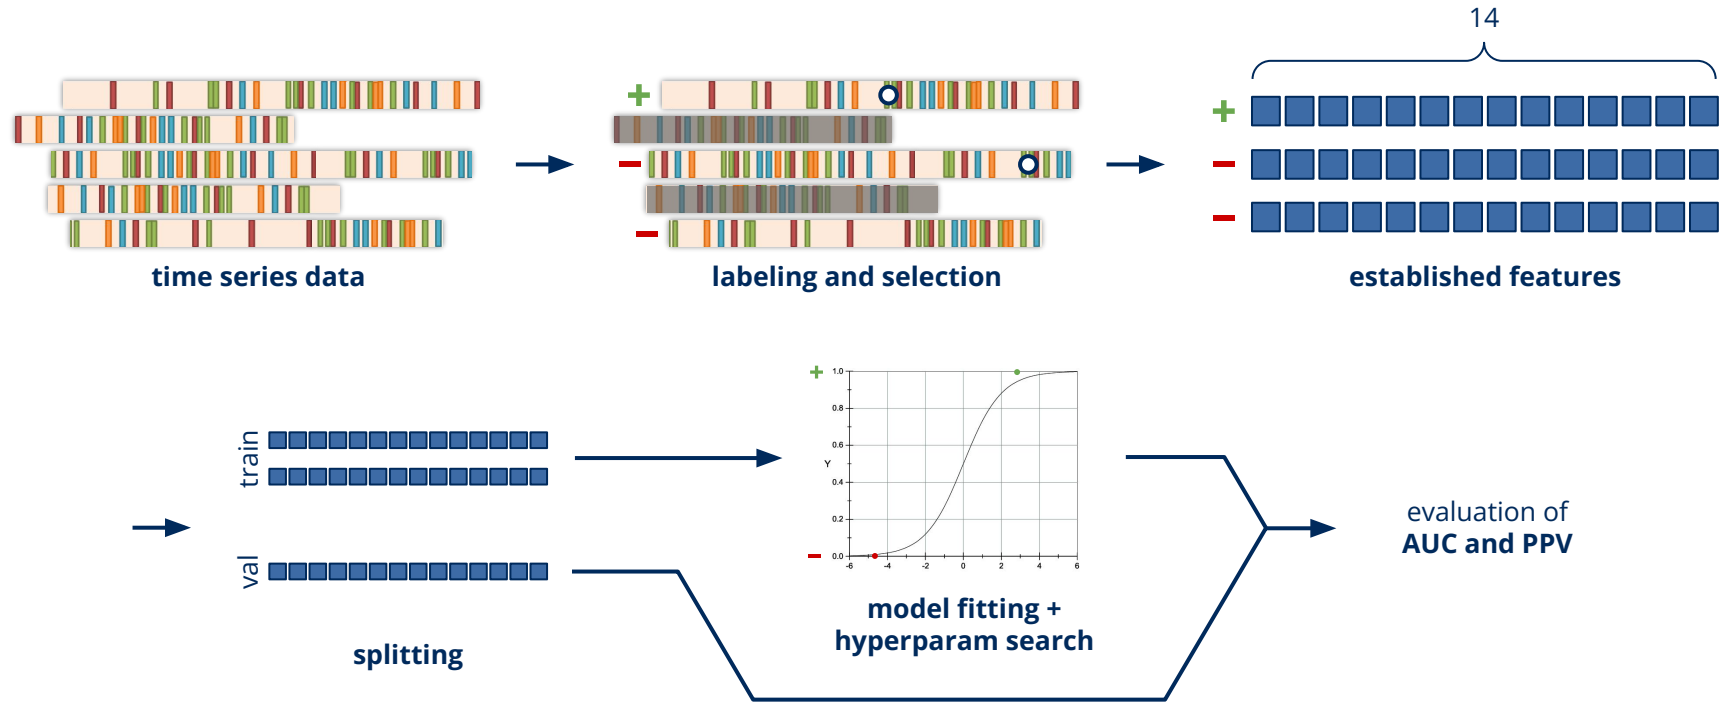 14
+
−
−
+
−
−
time series data
labeling and selection
established features
train
val
splitting
+
−
1.0
0.8
0.6
Y
0.4
0.2
0.0
-6 -4 -2 0 2 4 6
model fitting +
hyperparam search
evaluation of
AUC and PPV